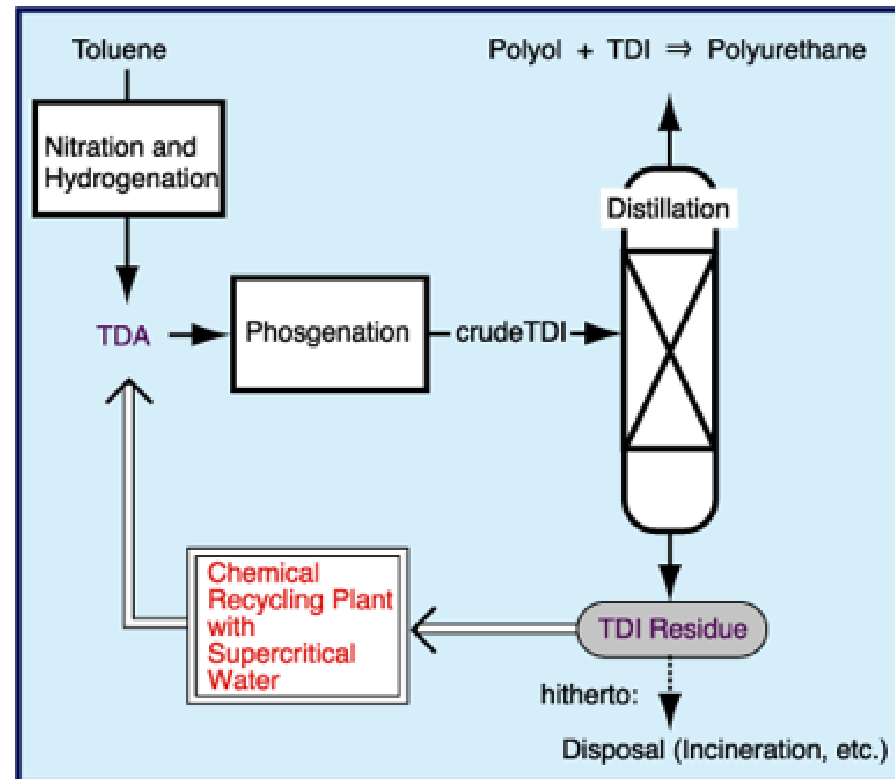 Toluene
Polyol + TDI ⇒ Polyurethane
Nitration and
Hydrogenation
Distillation
TDA
Phosgenation
crudeTDI
Chemical
Recycling Plant
with
Supercritical
Water
TDI Residue
hitherto:
Disposal (Incineration, etc.)